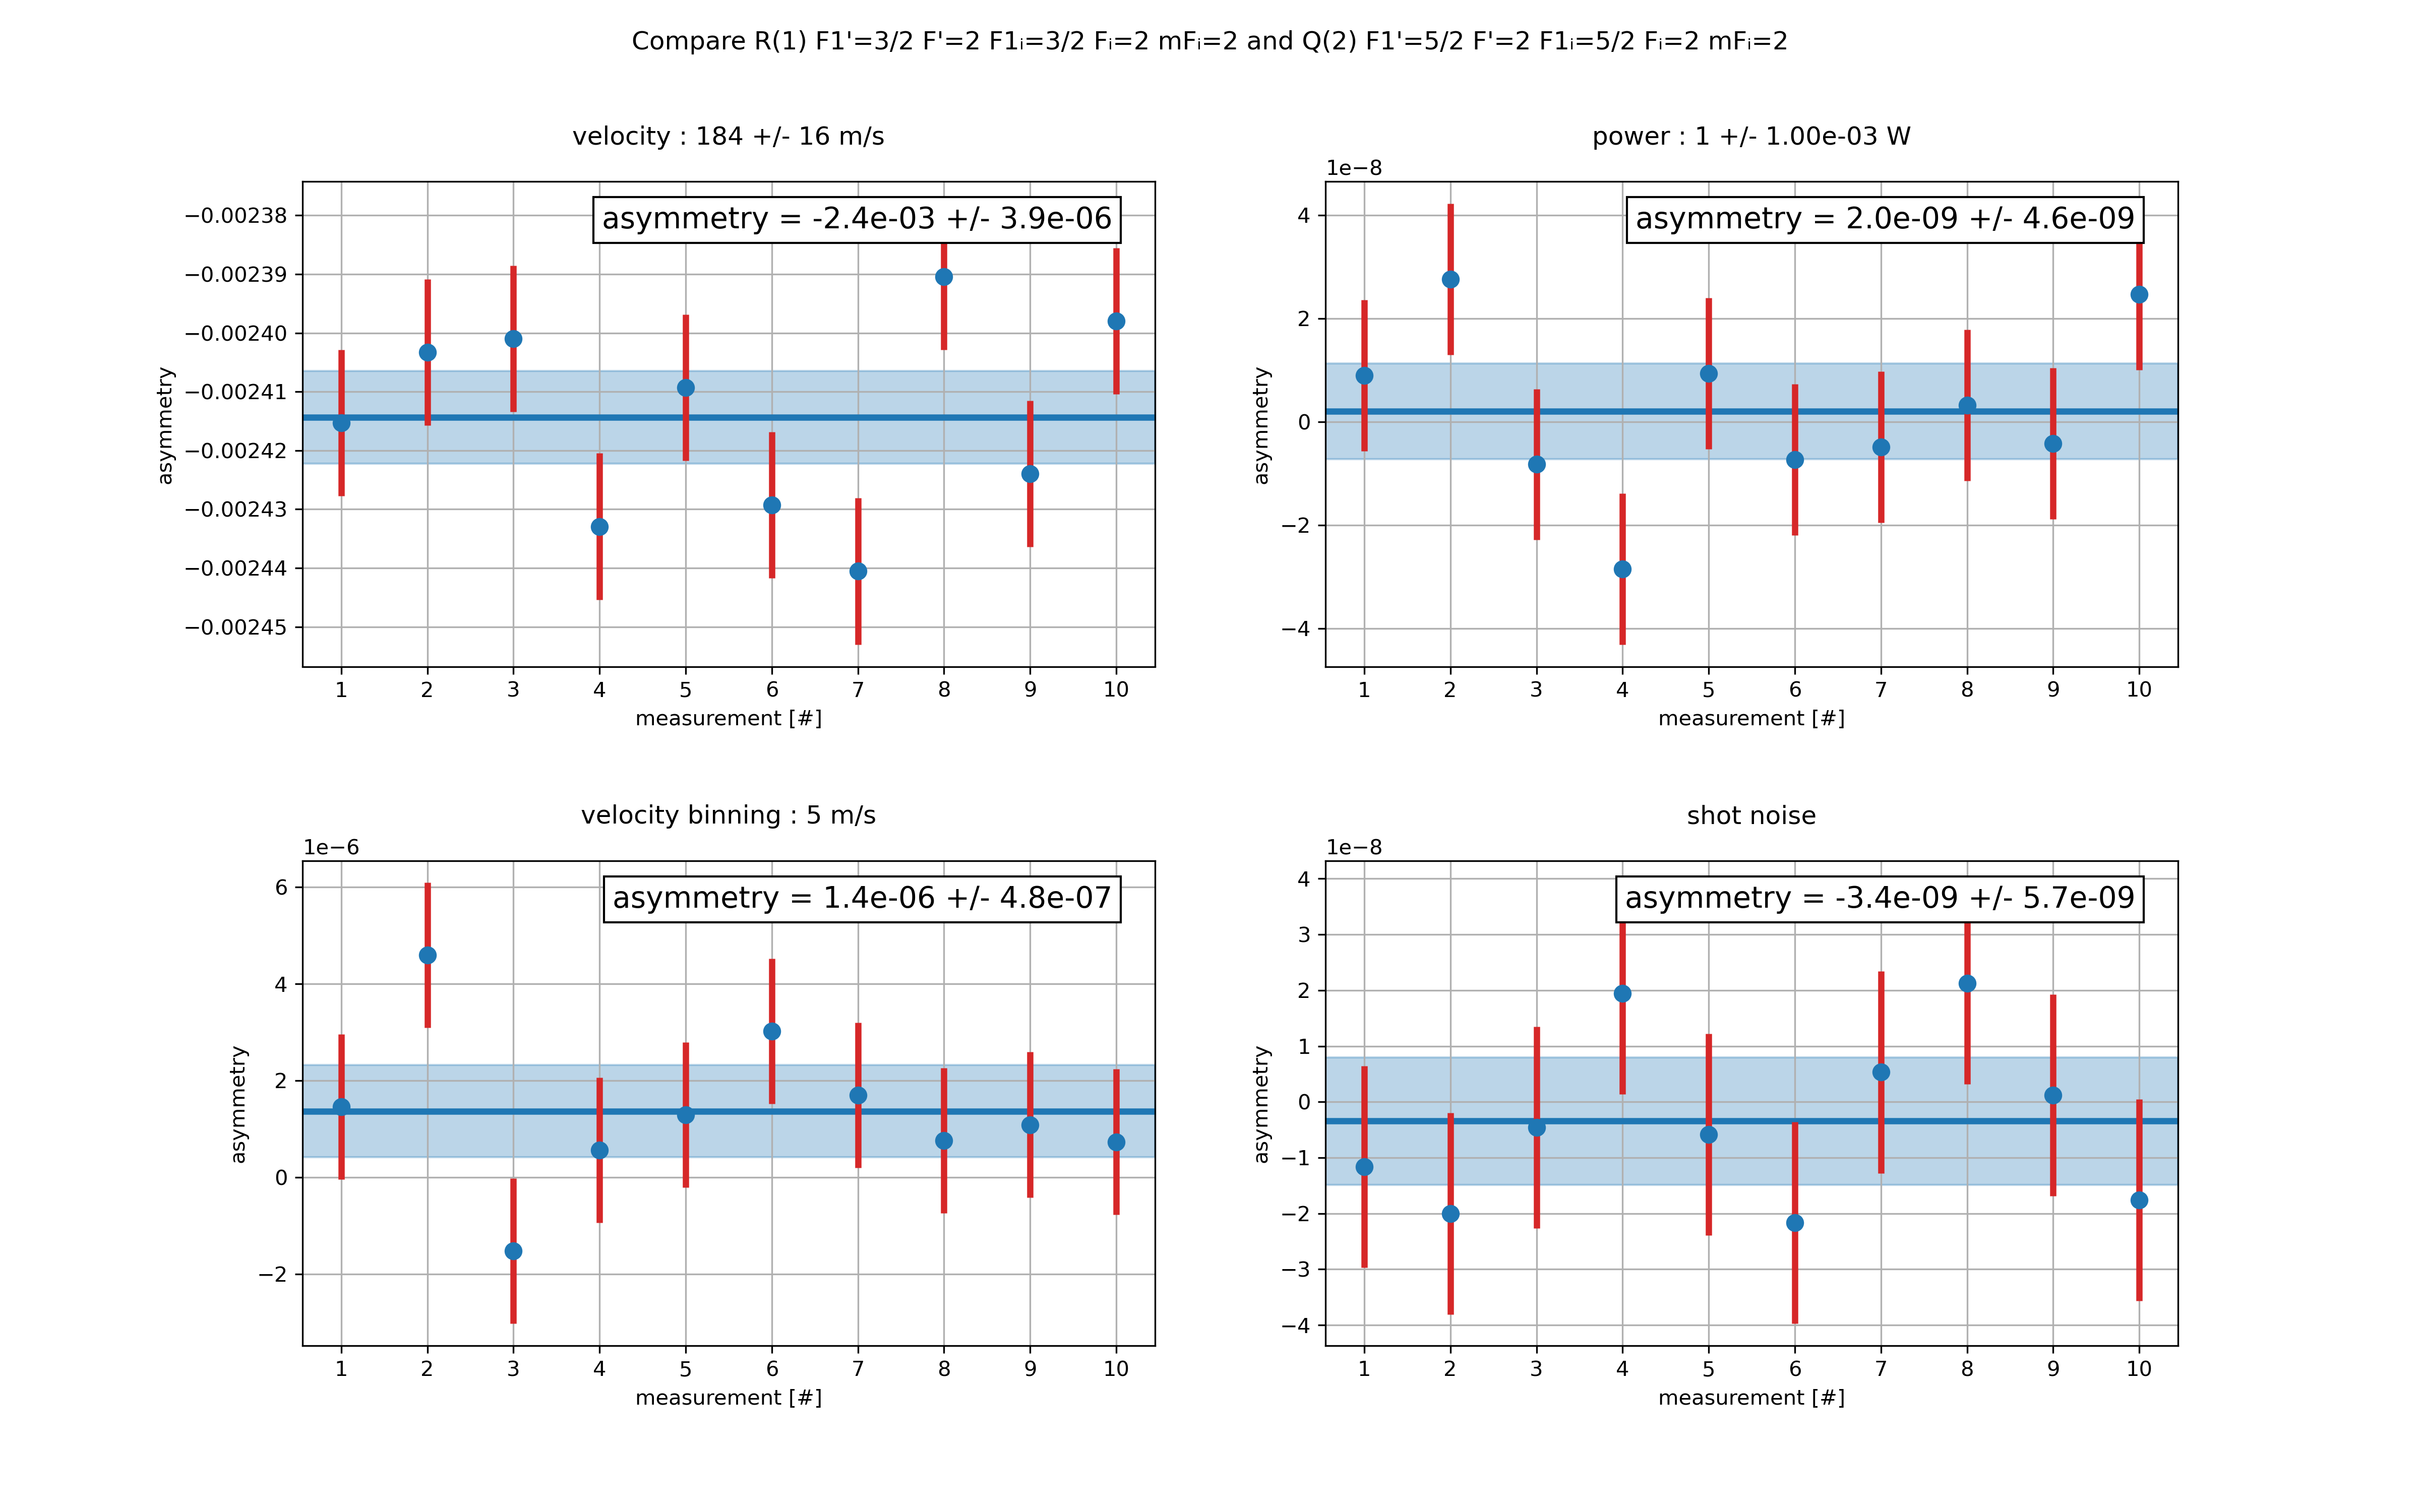 Compare R(1) F1'=3/2 F'=2 F1ᵢ=3/2 Fᵢ=2 mFᵢ=2 and Q(2) F1'=5/2 F'=2 F1ᵢ=5/2 Fᵢ=2 mFᵢ=2
velocity : 184 +/- 16 m/s
asymmetry = -2.4e-03 +/- 3.9e-06
−0.00238
−0.00239
−0.00240
−0.00241
−0.00242
−0.00243
−0.00244
−0.00245
asymmetry
1 2 3 4 5 6 7 8 9 10
measurement [#]
power : 1 +/- 1.00e-03 W
1e−8
asymmetry = 2.0e-09 +/- 4.6e-09
4
2
0
−2
−4
asymmetry
1 2 3 4 5 6 7 8 9 10
measurement [#]
velocity binning : 5 m/s
1e−6
asymmetry = 1.4e-06 +/- 4.8e-07
6
4
2
0
−2
asymmetry
1 2 3 4 5 6 7 8 9 10
measurement [#]
shot noise
1e−8
asymmetry = -3.4e-09 +/- 5.7e-09
4
3
2
1
0
−1
−2
−3
−4
asymmetry
1 2 3 4 5 6 7 8 9 10
measurement [#]